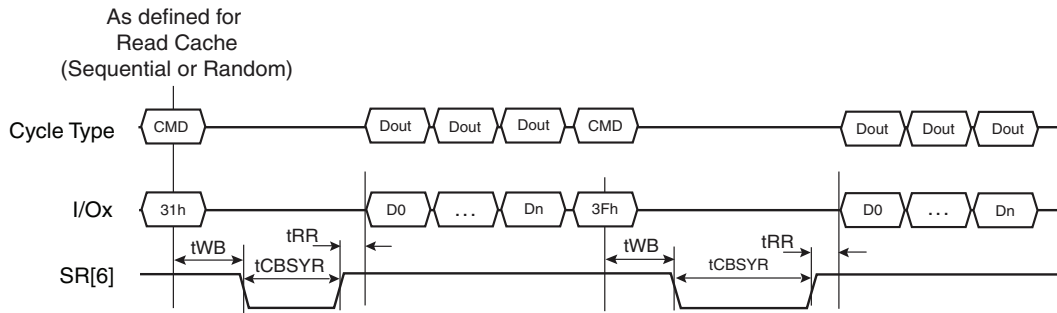 As defined for
Read Cache
(Sequential or Random)
Cycle Type CMD Dout Dout Dout CMD Dout Dout Dout
I/Ox 31h D0 ... Dn 3Fh D0 ... Dn
tWB tRR tWB tRR
SR[6] tCBSYR tCBSYR